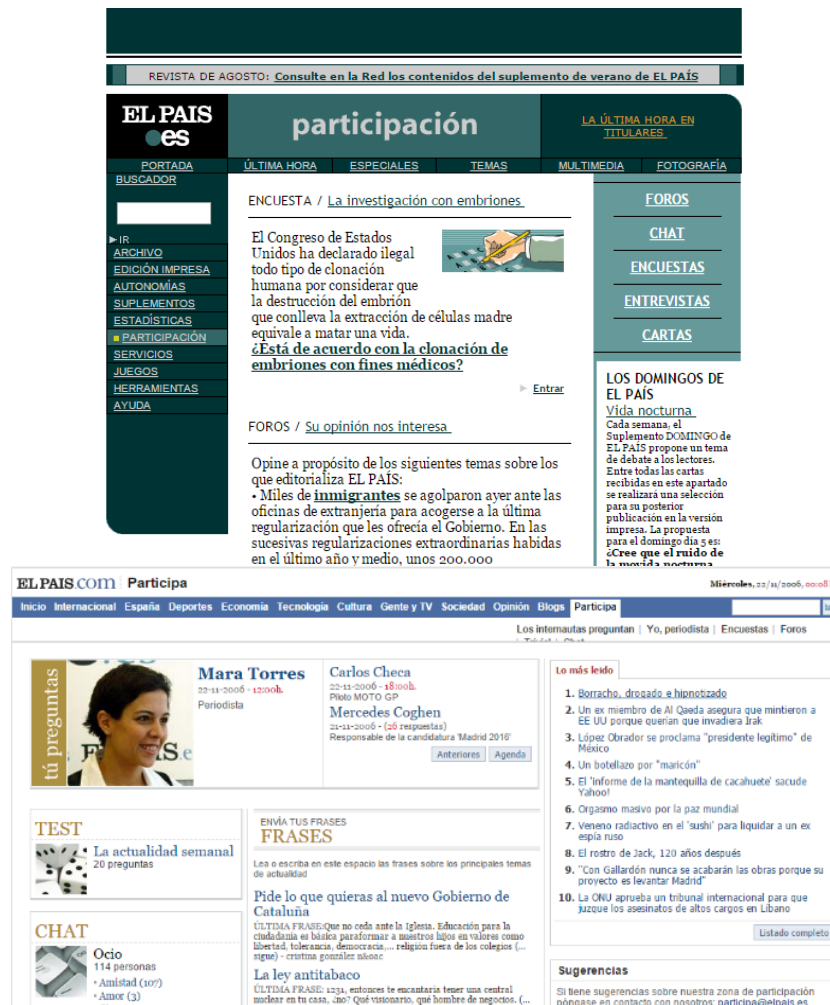 REVISTA DE AGOSTO: Consulte en la Red los contenidos del suplemento de verano de EL PAÍS
EL PAIS
es
participación
LA ÚLTIMA HORA EN
TITULARES
PORTADA
ÚLTIMA HORA
ESPECIALES
TEMAS
MULTIMEDIA
FOTOGRAFÍA
BUSCADOR
IR
ARCHIVO
EDICIÓN IMPRESA
AUTONOMÍAS
SUPLEMENTOS
ESTADÍSTICAS
PARTICIPACIÓN
SERVICIOS
JUEGOS
HERRAMIENTAS
AYUDA
ENCUESTA / La investigación con embriones
El Congreso de Estados
Unidos ha declarado ilegal
todo tipo de clonación
humana por considerar que
la destrucción del embrión
que conlleva la extracción de células madre
equivale a matar una vida.
¿Está de acuerdo con la clonación de
embriones con fines médicos?
Entrar
FOROS / Su opinión nos interesa
Opine a propósito de los siguientes temas sobre los
que editorializa EL PAÍS:
• Miles de inmigrantes se agolparon ayer ante las
oficinas de extranjería para acogerse a la última
regularización que les ofrecía el Gobierno. En las
sucesivas regularizaciones extraordinarias habidas
en el último año y medio, unos 200.000
FOROS
CHAT
ENCUESTAS
ENTREVISTAS
CARTAS
LOS DOMINGOS DE
EL PAÍS
Vida nocturna
Cada semana, el
Suplemento DOMINGO de
EL PAÍS propone un tema
de debate a los lectores.
Entre todas las cartas
recibidas en este apartado
se realizará una selección
para su posterior
publicación en la versión
impresa. La propuesta
para el domingo día 5 es:
¿Cree que el ruido de
la movida nocturna
ELPAIS.com Participa
Miércoles, 22/11/2006, 00:08
Inicio Internacional España Deportes Economía Tecnología Cultura Gente y TV Sociedad Opinión Blogs Participa
Los internautas preguntan | Yo, periodista | Encuestas | Foros
tú preguntas
Mara Torres
22-11-2006 - 12:00h.
Periodista
Carlos Checa
22-11-2006 - 18:00h.
Piloto MOTO GP
Mercedes Coghen
21-11-2006 - (26 respuestas)
Responsable de la candidatura 'Madrid 2016'
Anteriores Agenda
TEST
La actualidad semanal
20 preguntas
CHAT
Ocio
114 personas
• Amistad (107)
• Amor (3)
ENVÍA TUS FRASES
FRASES
Lea o escriba en este espacio las frases sobre los principales temas
de actualidad
Pide lo que quieras al nuevo Gobierno de
Cataluña
ÚLTIMA FRASE:Que no ceda ante la Iglesia. Educación para la
ciudadania es básica paraformar a nuestros hijos en valores como
libertad, tolerancia, democracia,... religión fuera de los colegios (...
sigue) - cristina gonzález nkoac
La ley antitabaco
ÚLTIMA FRASE: 1231, entonces te encantaria tener una central
nuclear en tu casa, ¿no? Qué visionario, qué hombre de negocios. (...
Lo más leído
1. Borracho, drogado e hipnotizado
2. Un ex miembro de Al Qaeda asegura que mintieron a
EE UU porque querían que invadiera Irak
3. López Obrador se proclama "presidente legítimo" de
México
4. Un botellazo por "maricón"
5. El 'informe de la mantequilla de cacahuete' sacude
Yahoo!
6. Orgasmo masivo por la paz mundial
7. Veneno radiactivo en el 'sushi' para liquidar a un ex
espía ruso
8. El rostro de Jack, 120 años después
9. "Con Gallardón nunca se acabarán las obras porque su
proyecto es levantar Madrid"
10. La ONU aprueba un tribunal internacional para que
juzgue los asesinatos de altos cargos en Líbano
Listado completo
Sugerencias
Si tiene sugerencias sobre nuestra zona de participación
póngase en contacto con nosotros: participa@elpais.es